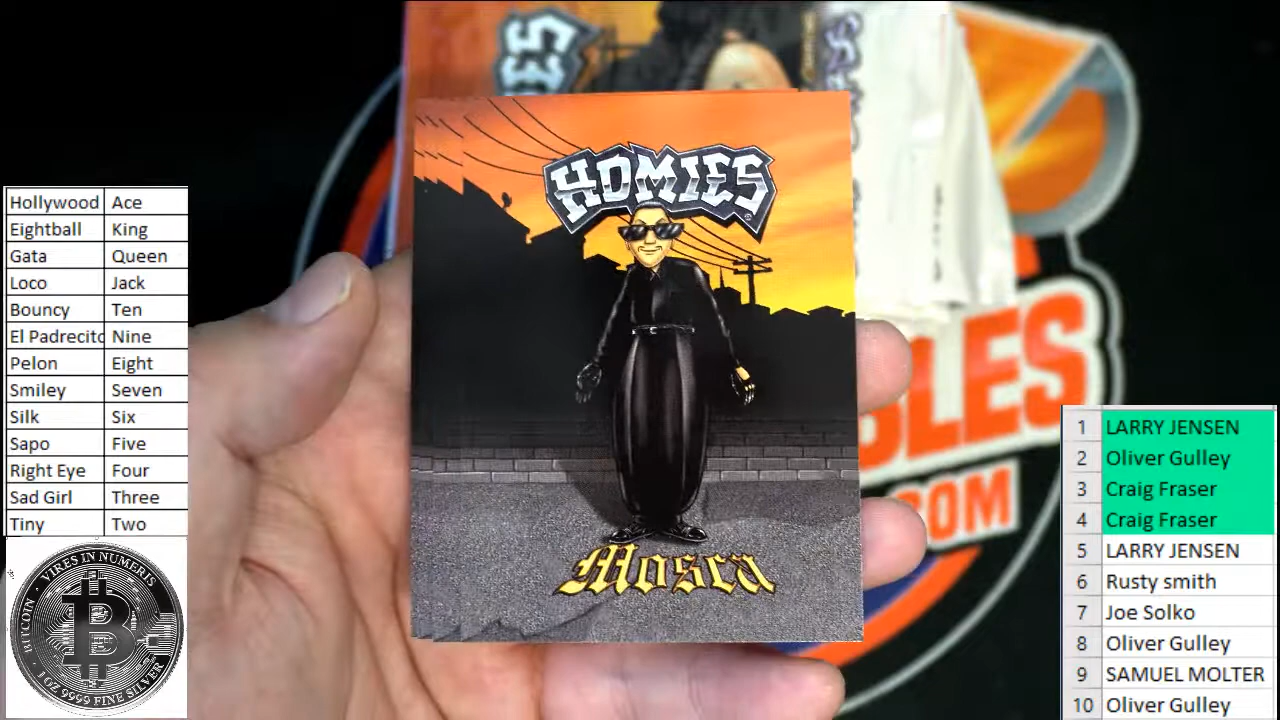 HOMIES
Mosca
BLES
.COM
Hollywood Ace
Eightball King
Gata Queen
Loco Jack
Bouncy Ten
El Padrecito Nine
Pelon Eight
Smiley Seven
Silk Six
Sapo Five
Right Eye Four
Sad Girl Three
Tiny Two
VIRES IN NUMERIS
BITCOIN
1 OZ 9999 FINE SILVER
1 LARRY JENSEN
2 Oliver Gulley
3 Craig Fraser
4 Craig Fraser
5 LARRY JENSEN
6 Rusty smith
7 Joe Solko
8 Oliver Gulley
9 SAMUEL MOLTER
10 Oliver Gulley